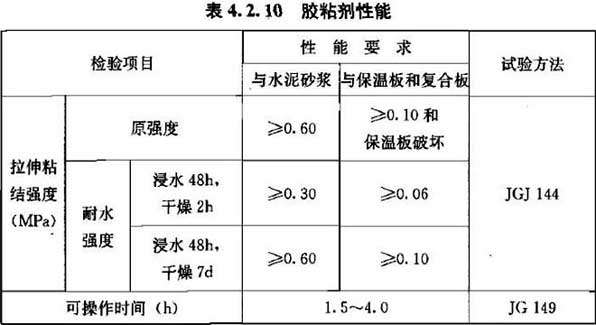 表 4.2.10 胶粘剂性能
检验项目
性 能 要 求
试验方法
与水泥砂浆
与保温板和复合板
拉伸粘
结强度
(MPa)
原强度
≥0.60
≥0.10 和
保温板破坏
JGJ 144
耐水
强度
浸水 48h，
干燥 2h
≥0.30
≥0.06
浸水 48h，
干燥 7d
≥0.60
≥0.10
可操作时间（h）
1.5～4.0
JG 149